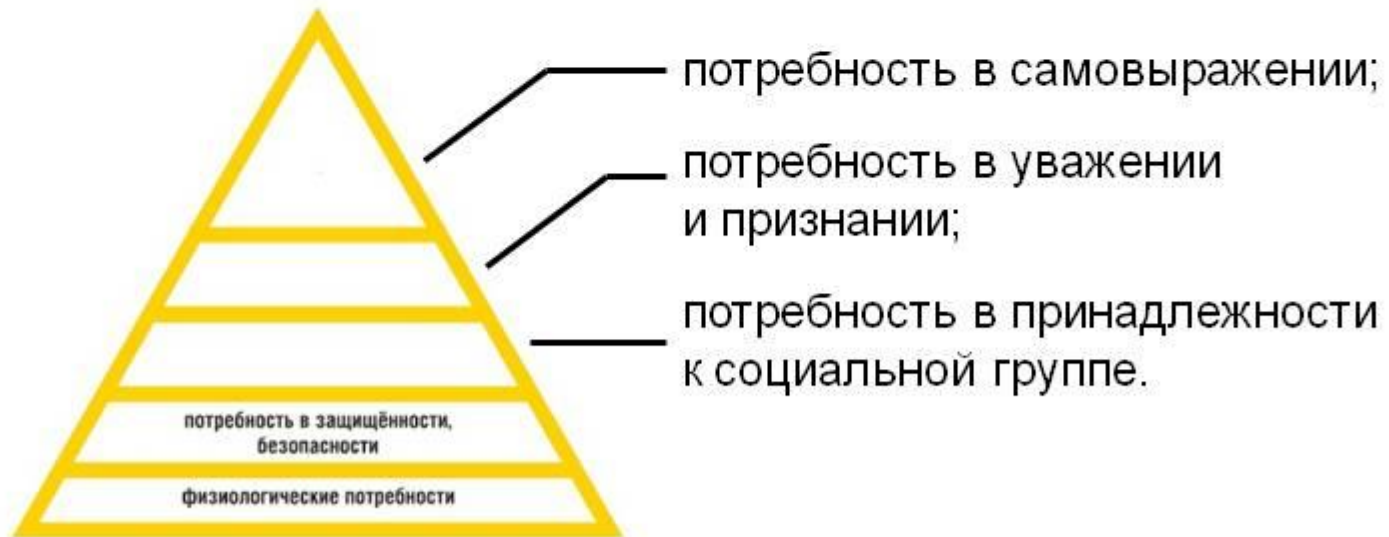 потребность в самовыражении;
потребность в уважении
и признании;
потребность в принадлежности
к социальной группе.
потребность в защищённости,
безопасности
физиологические потребности